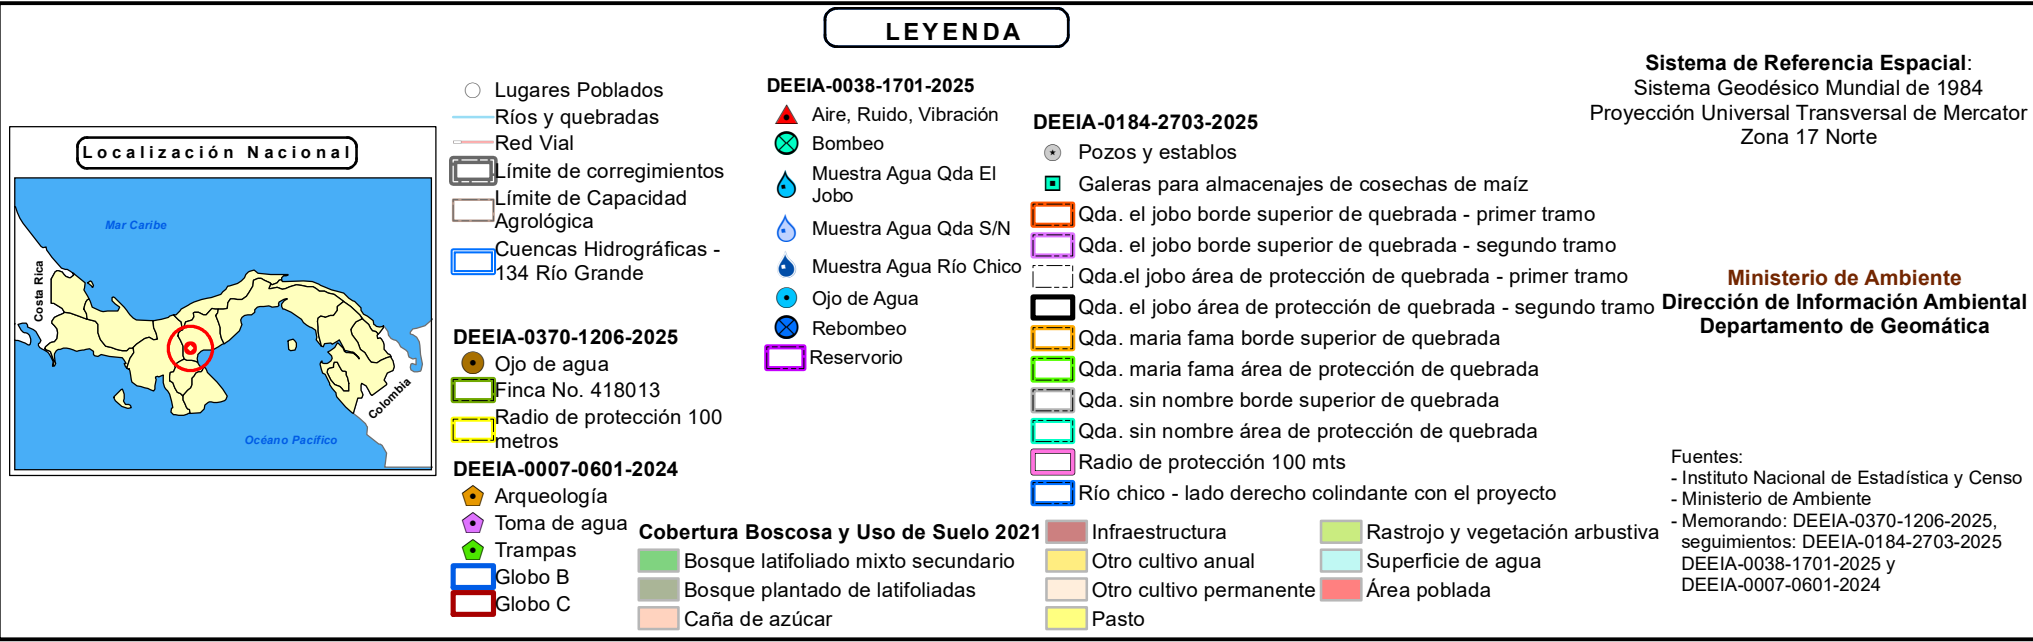 LEYENDA
Localización Nacional
Mar Caribe
Costa Rica
Colombia
Océano Pacífico
Lugares Poblados
Ríos y quebradas
Red Vial
Límite de corregimientos
Límite de Capacidad
Agrológica
Cuencas Hidrográficas -
134 Río Grande
DEEIA-0370-1206-2025
Ojo de agua
Finca No. 418013
Radio de protección 100
metros
DEEIA-0007-0601-2024
Arqueología
Toma de agua
Trampas
Globo B
Globo C
DEEIA-0038-1701-2025
Aire, Ruido, Vibración
Bombeo
Muestra Agua Qda El
Jobo
Muestra Agua Qda S/N
Muestra Agua Río Chico
Ojo de Agua
Rebombeo
Reservorio
DEEIA-0184-2703-2025
Pozos y establos
Galeras para almacenajes de cosechas de maíz
Qda. el jobo borde superior de quebrada - primer tramo
Qda. el jobo borde superior de quebrada - segundo tramo
Qda.el jobo área de protección de quebrada - primer tramo
Qda. el jobo área de protección de quebrada - segundo tramo
Qda. maria fama borde superior de quebrada
Qda. maria fama área de protección de quebrada
Qda. sin nombre borde superior de quebrada
Qda. sin nombre área de protección de quebrada
Radio de protección 100 mts
Río chico - lado derecho colindante con el proyecto
Cobertura Boscosa y Uso de Suelo 2021
Bosque latifoliado mixto secundario
Bosque plantado de latifoliadas
Caña de azúcar
Infraestructura
Otro cultivo anual
Otro cultivo permanente
Pasto
Rastrojo y vegetación arbustiva
Superficie de agua
Área poblada
Sistema de Referencia Espacial:
Sistema Geodésico Mundial de 1984
Proyección Universal Transversal de Mercator
Zona 17 Norte
Ministerio de Ambiente
Dirección de Información Ambiental
Departamento de Geomática
Fuentes:
- Instituto Nacional de Estadística y Censo
- Ministerio de Ambiente
- Memorando: DEEIA-0370-1206-2025,
seguimientos: DEEIA-0184-2703-2025
DEEIA-0038-1701-2025 y
DEEIA-0007-0601-2024